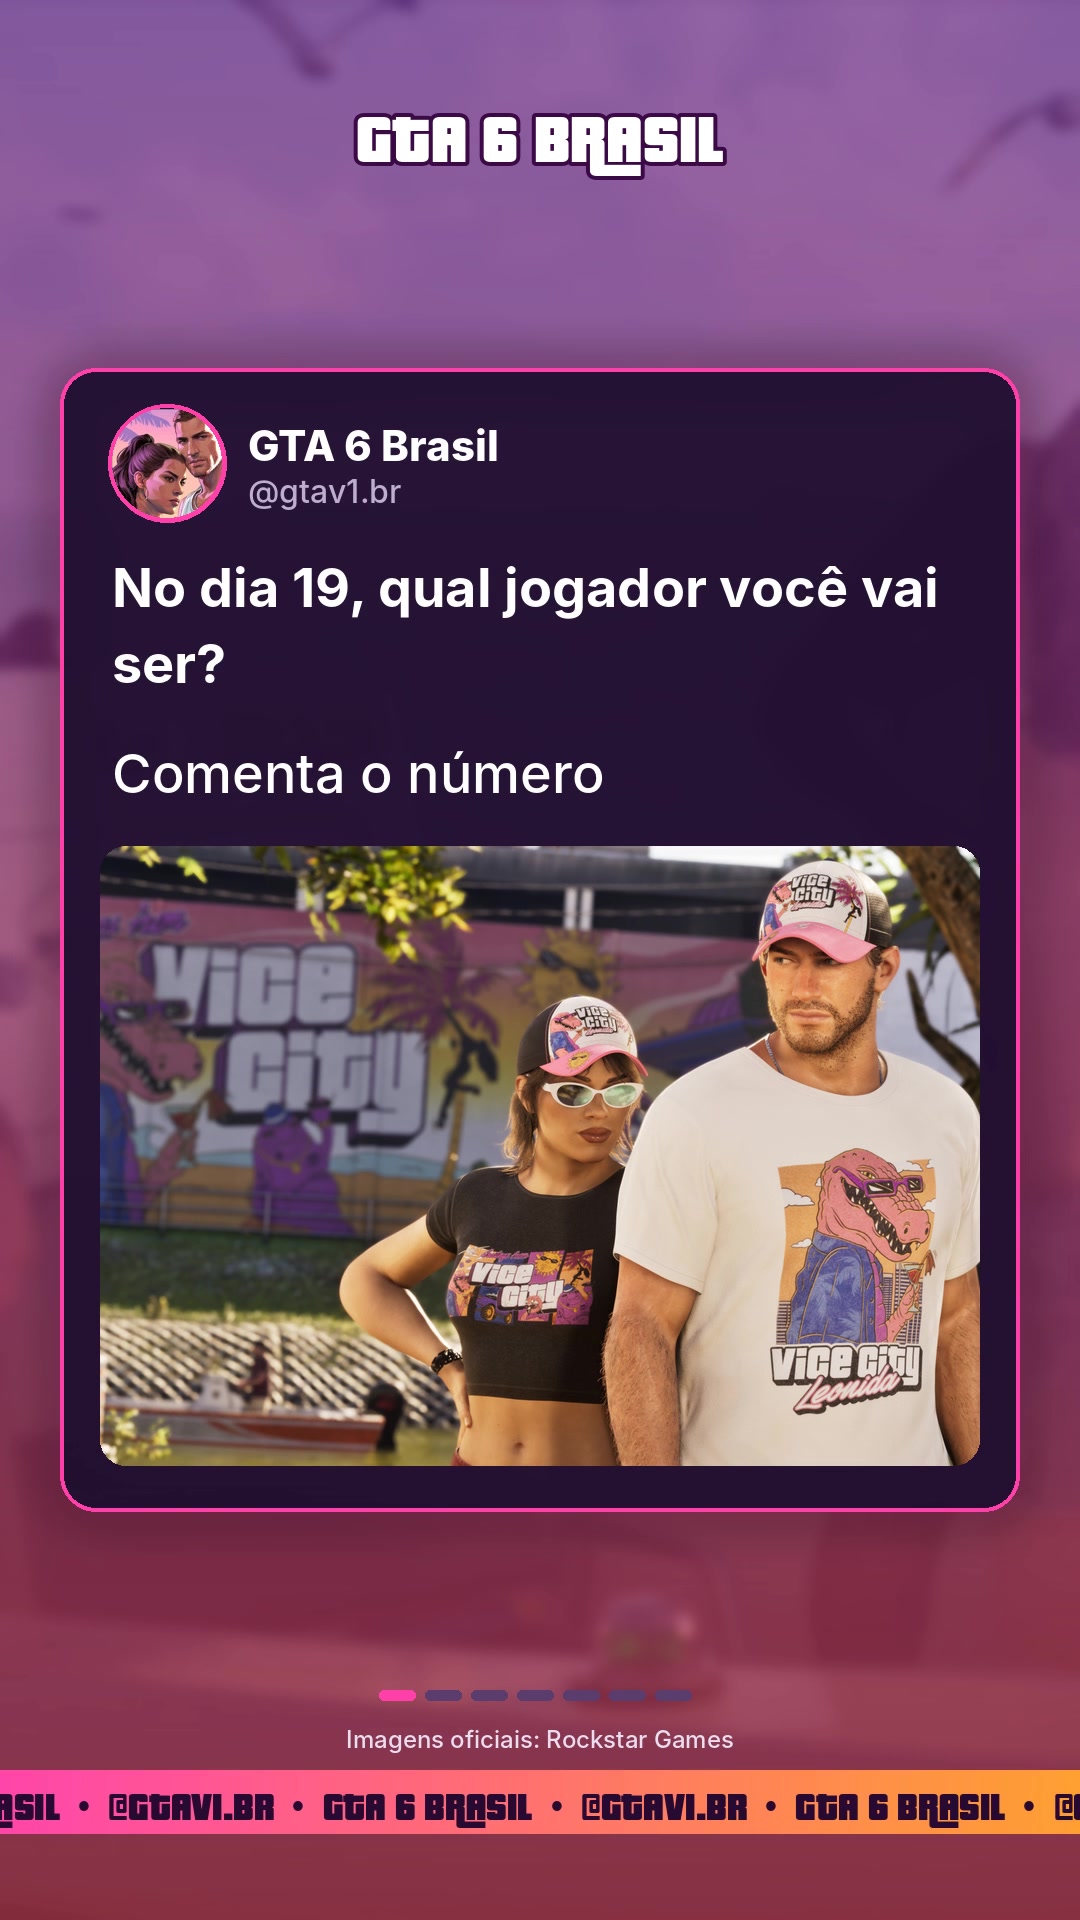 GTA 6 BRASIL
GTA 6 Brasil
@gtav1.br
No dia 19, qual jogador você vai
ser?
Comenta o número
VICE
CITY
VICE
CITY
VICE
CITY
VICE
CITY
VICE CITY
Leonida
Imagens oficiais: Rockstar Games
ASIL • @GTAVI.BR • GTA 6 BRASIL • @GTAVI.BR • GTA 6 BRASIL • @